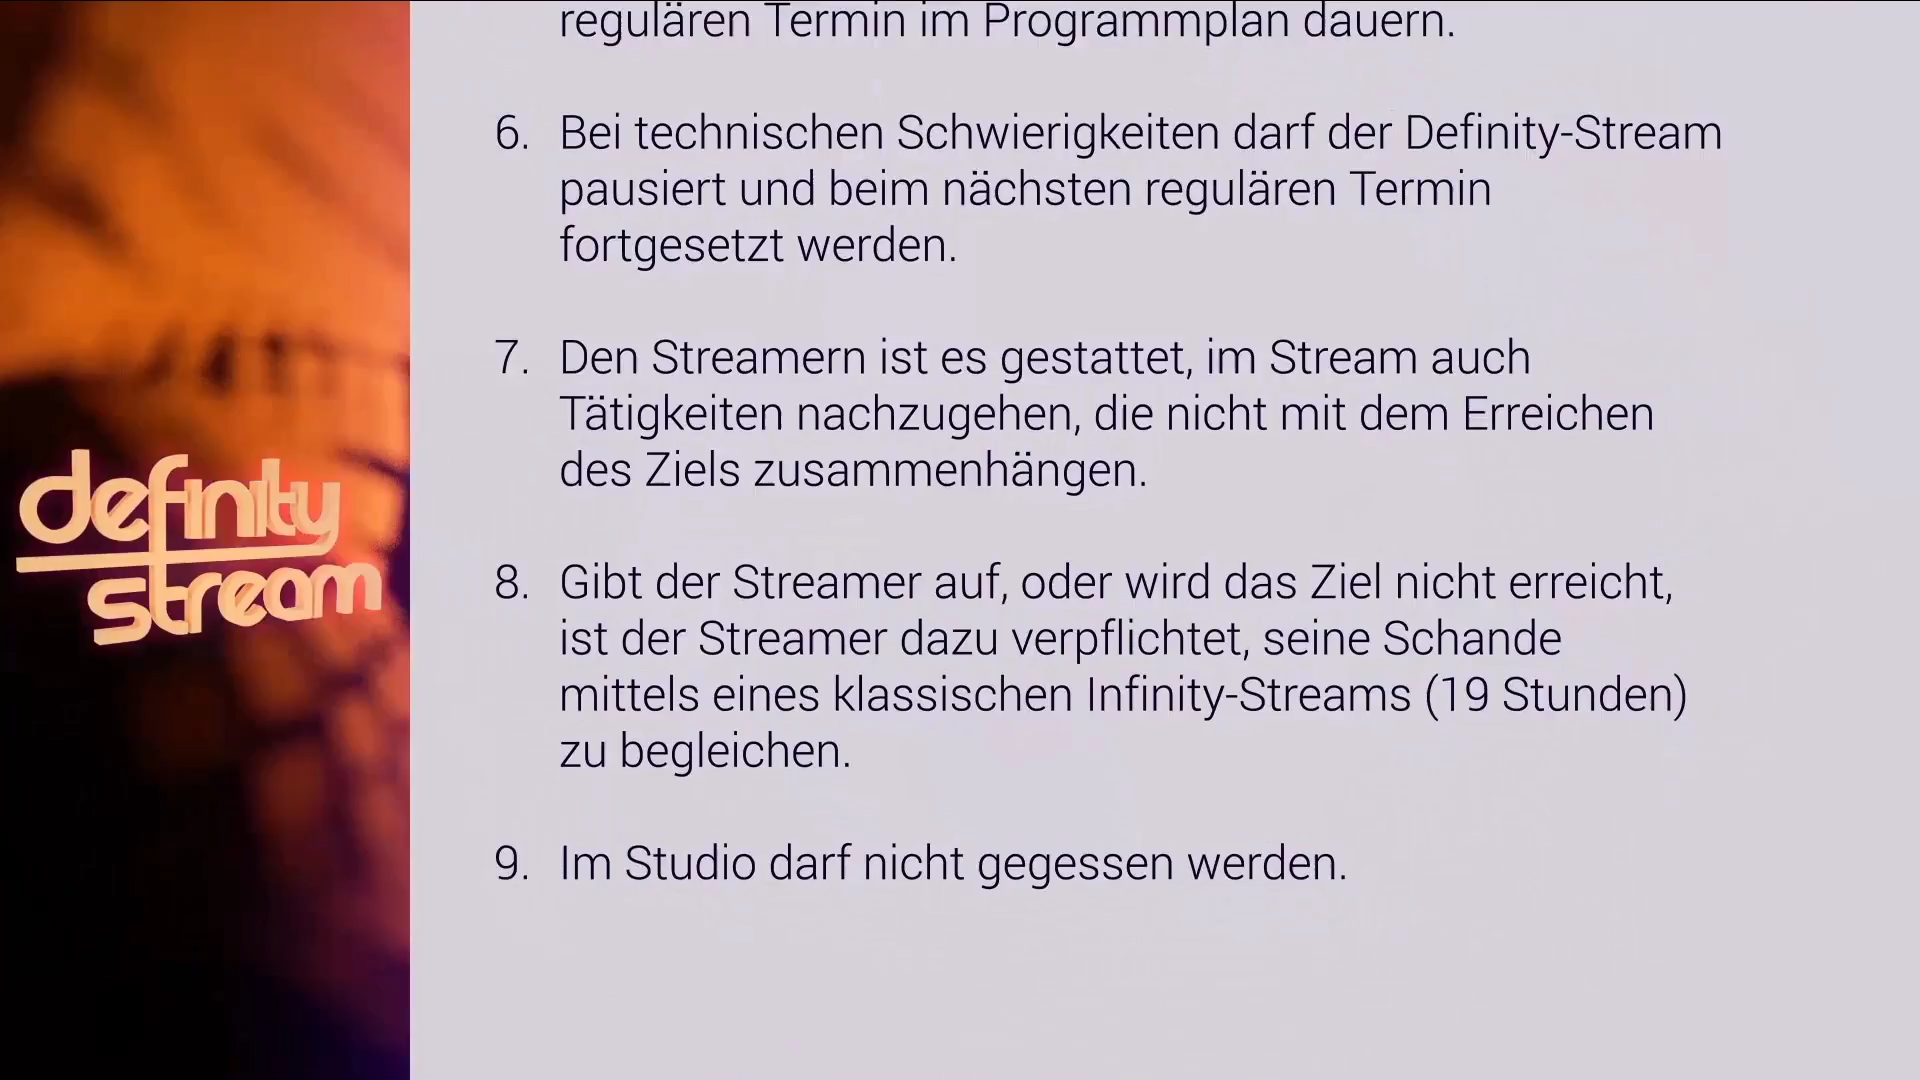 regulären Termin im Programmplan dauern.
6. Bei technischen Schwierigkeiten darf der Definity-Stream
pausiert und beim nächsten regulären Termin
fortgesetzt werden.
7. Den Streamern ist es gestattet, im Stream auch
Tätigkeiten nachzugehen, die nicht mit dem Erreichen
des Ziels zusammenhängen.
8. Gibt der Streamer auf, oder wird das Ziel nicht erreicht,
ist der Streamer dazu verpflichtet, seine Schande
mittels eines klassischen Infinity-Streams (19 Stunden)
zu begleichen.
9. Im Studio darf nicht gegessen werden.
definity
stream